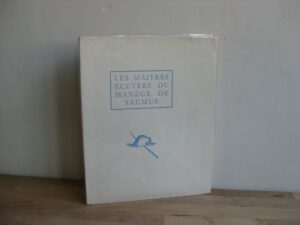 LES MAITRES
ÉCUYERS DU
MANÈGE DE
SAUMUR